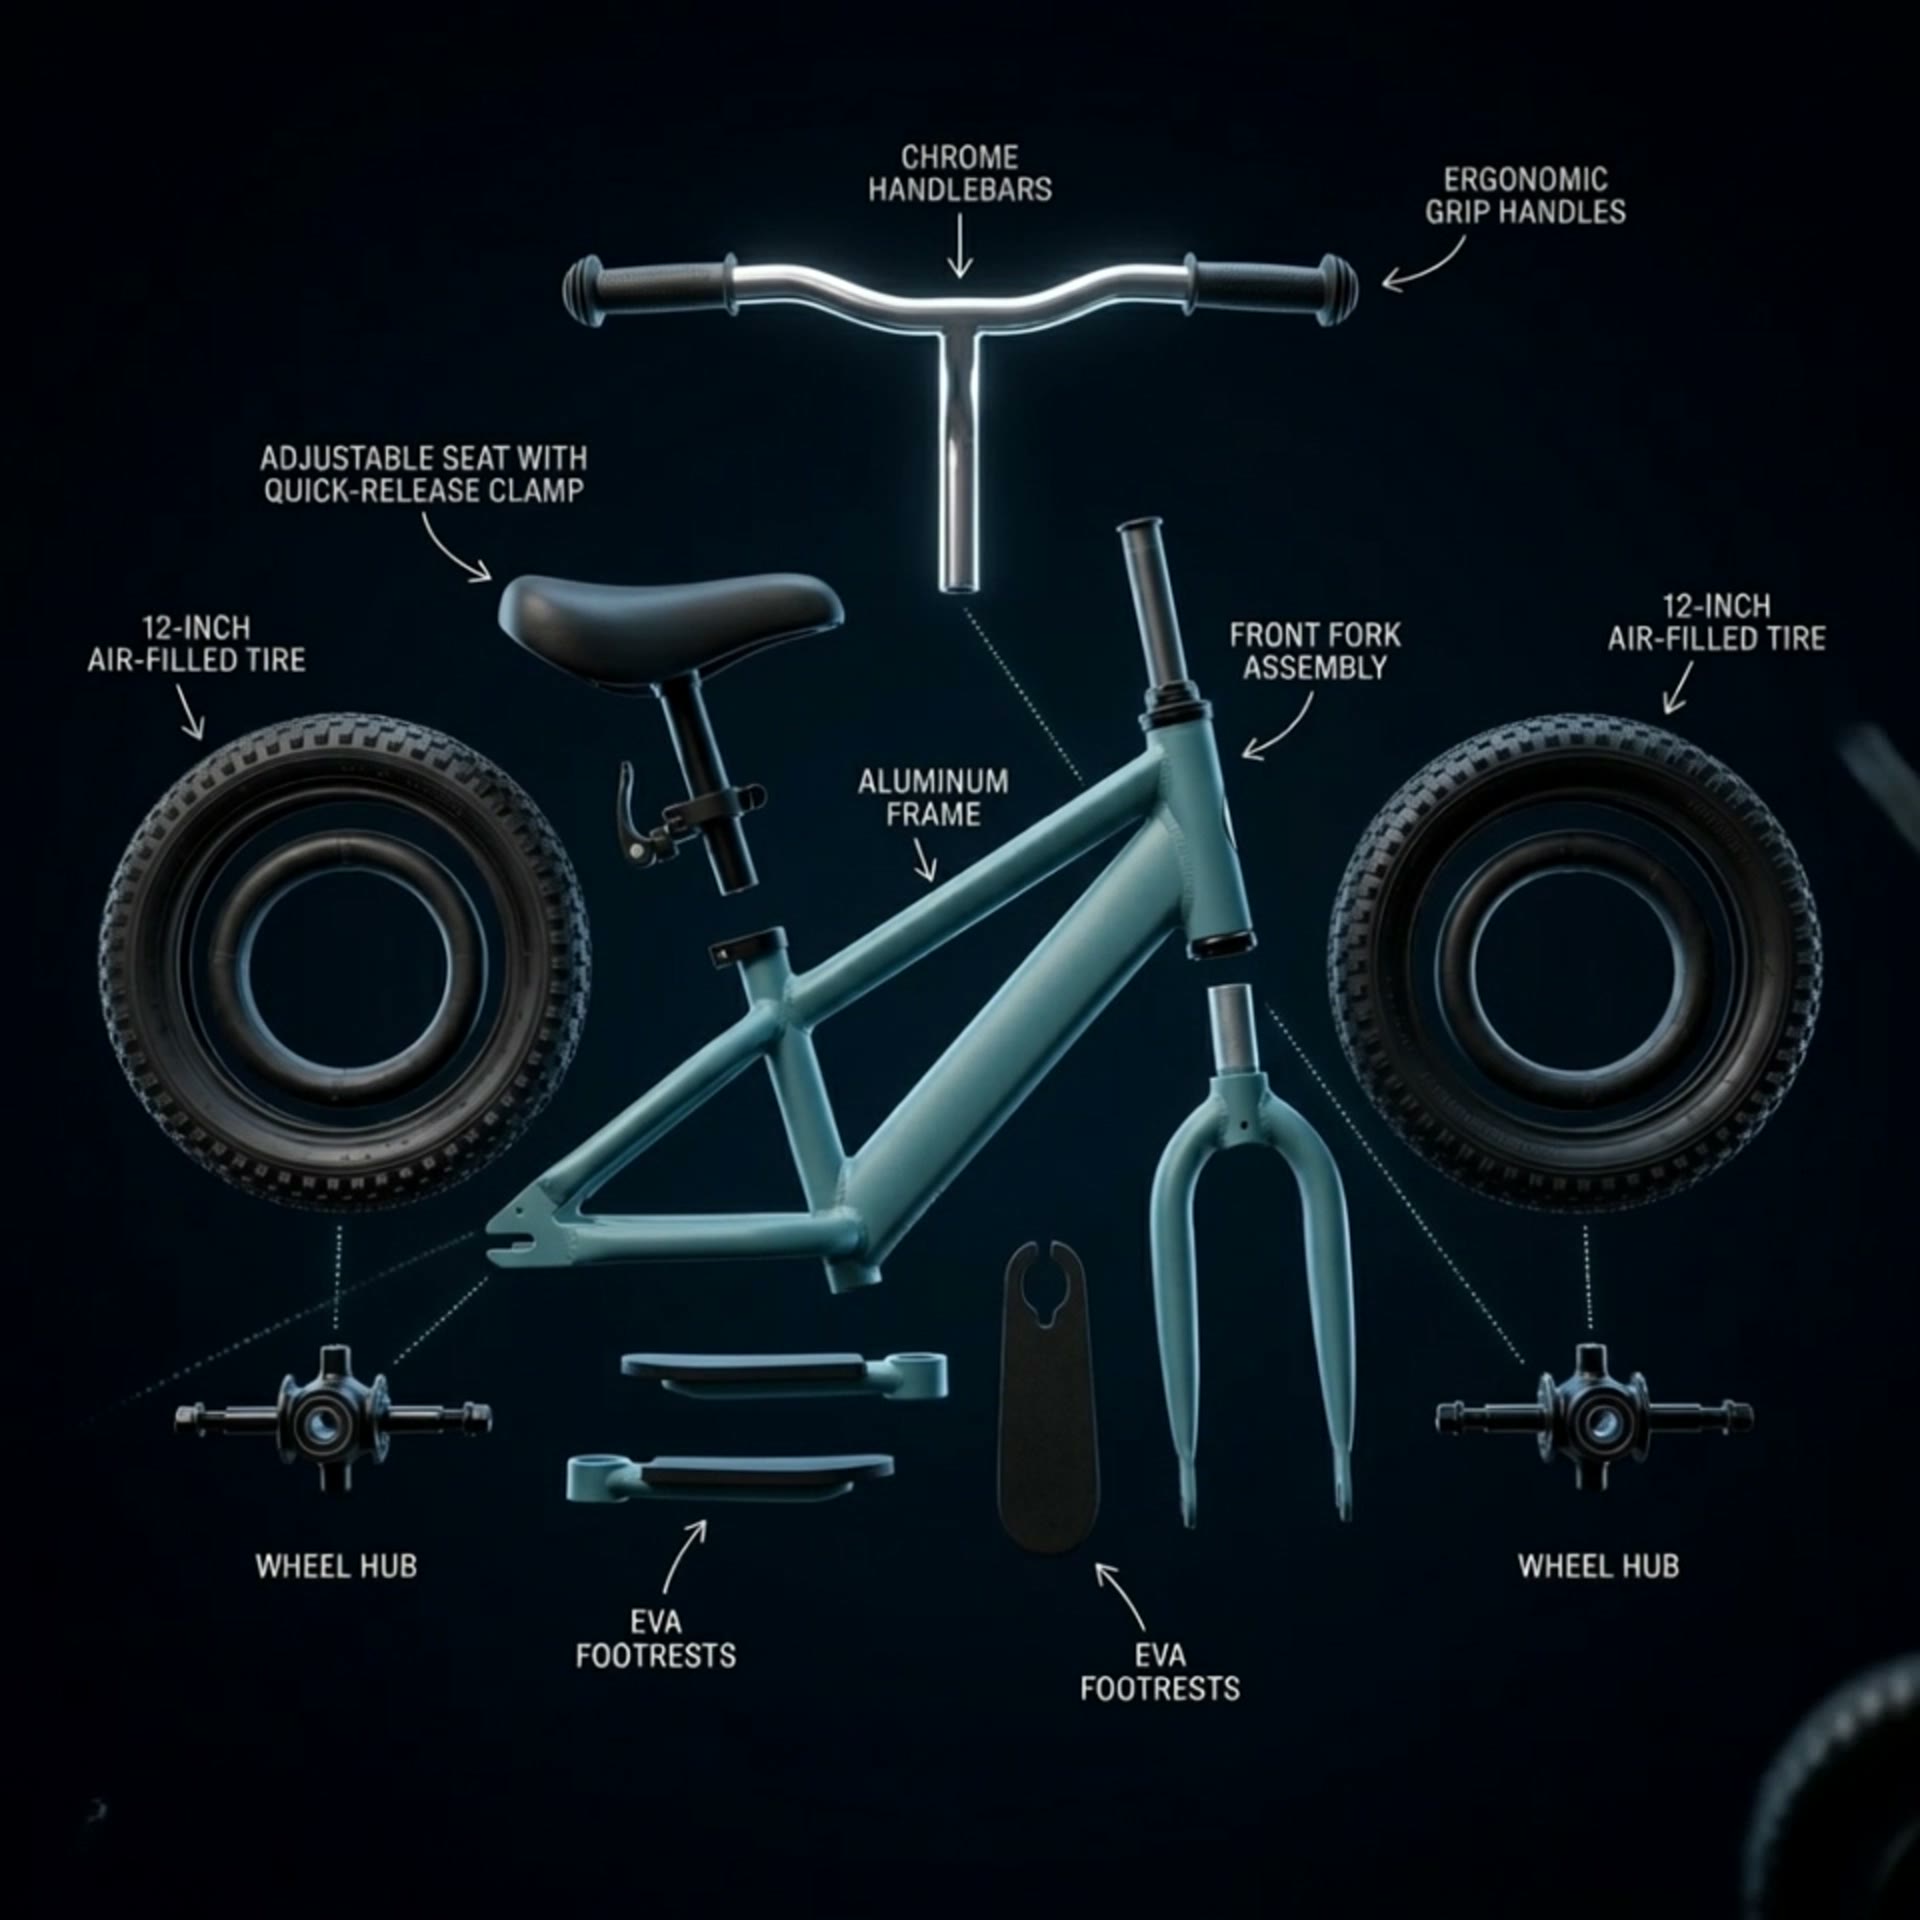 CHROME
HANDLEBARS
ERGONOMIC
GRIP HANDLES
ADJUSTABLE SEAT WITH
QUICK-RELEASE CLAMP
12-INCH
AIR-FILLED TIRE
FRONT FORK
ASSEMBLY
12-INCH
AIR-FILLED TIRE
ALUMINUM
FRAME
WHEEL HUB
EVA
FOOTRESTS
EVA
FOOTRESTS
WHEEL HUB